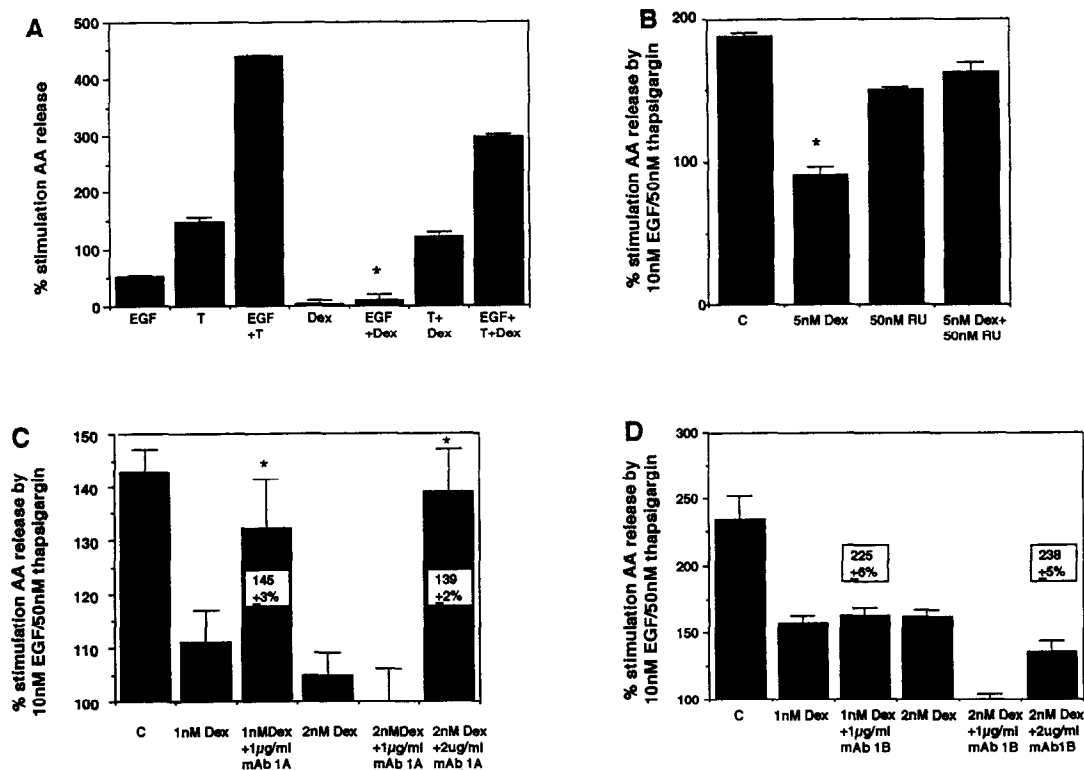 A
% stimulation AA release
500
400
300
200
100
0
EGF
T
EGF
+T
Dex
EGF
+Dex
T+
Dex
EGF+
T+Dex
*
B
% stimulation AA release by
10nM EGF/50nM thapsigargin
200
100
0
*
C
5nM Dex
50nM RU
5nM Dex+
50nM RU
C
% stimulation AA release by
10nM EGF/50nM thapsigargin
150
140
130
120
110
100
*
*
145
+3%
139
+2%
C
1nM Dex
1nMDex
+1µg/ml
mAb 1A
2nM Dex
2nMDex
+1µg/ml
mAb 1A
2nM Dex
+2ug/ml
mAb 1A
D
% stimulation AA release by
10nM EGF/50nM thapsigargin
300
250
200
150
100
225
+6%
238
+5%
C
1nM Dex
1nM Dex
+1µg/ml
mAb 1B
2nM Dex
2nM Dex
+1µg/ml
mAb 1B
2nM Dex
+2ug/ml
mAb1B